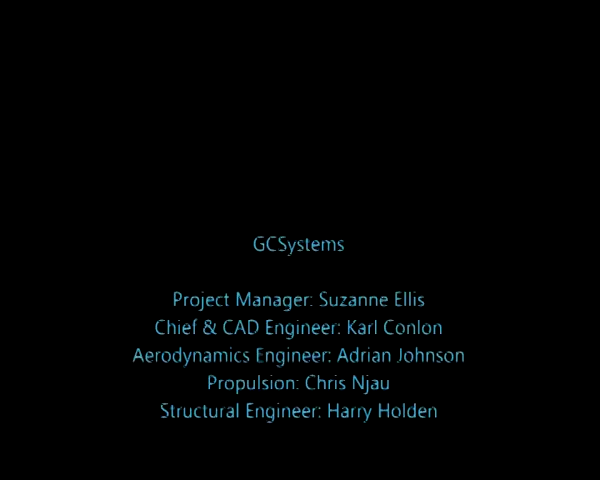 GCSystems
Project Manager: Suzanne Ellis
Chief & CAD Engineer: Karl Conlon
Aerodynamics Engineer: Adrian Johnson
Propulsion: Chris Njau
Structural Engineer: Harry Holden